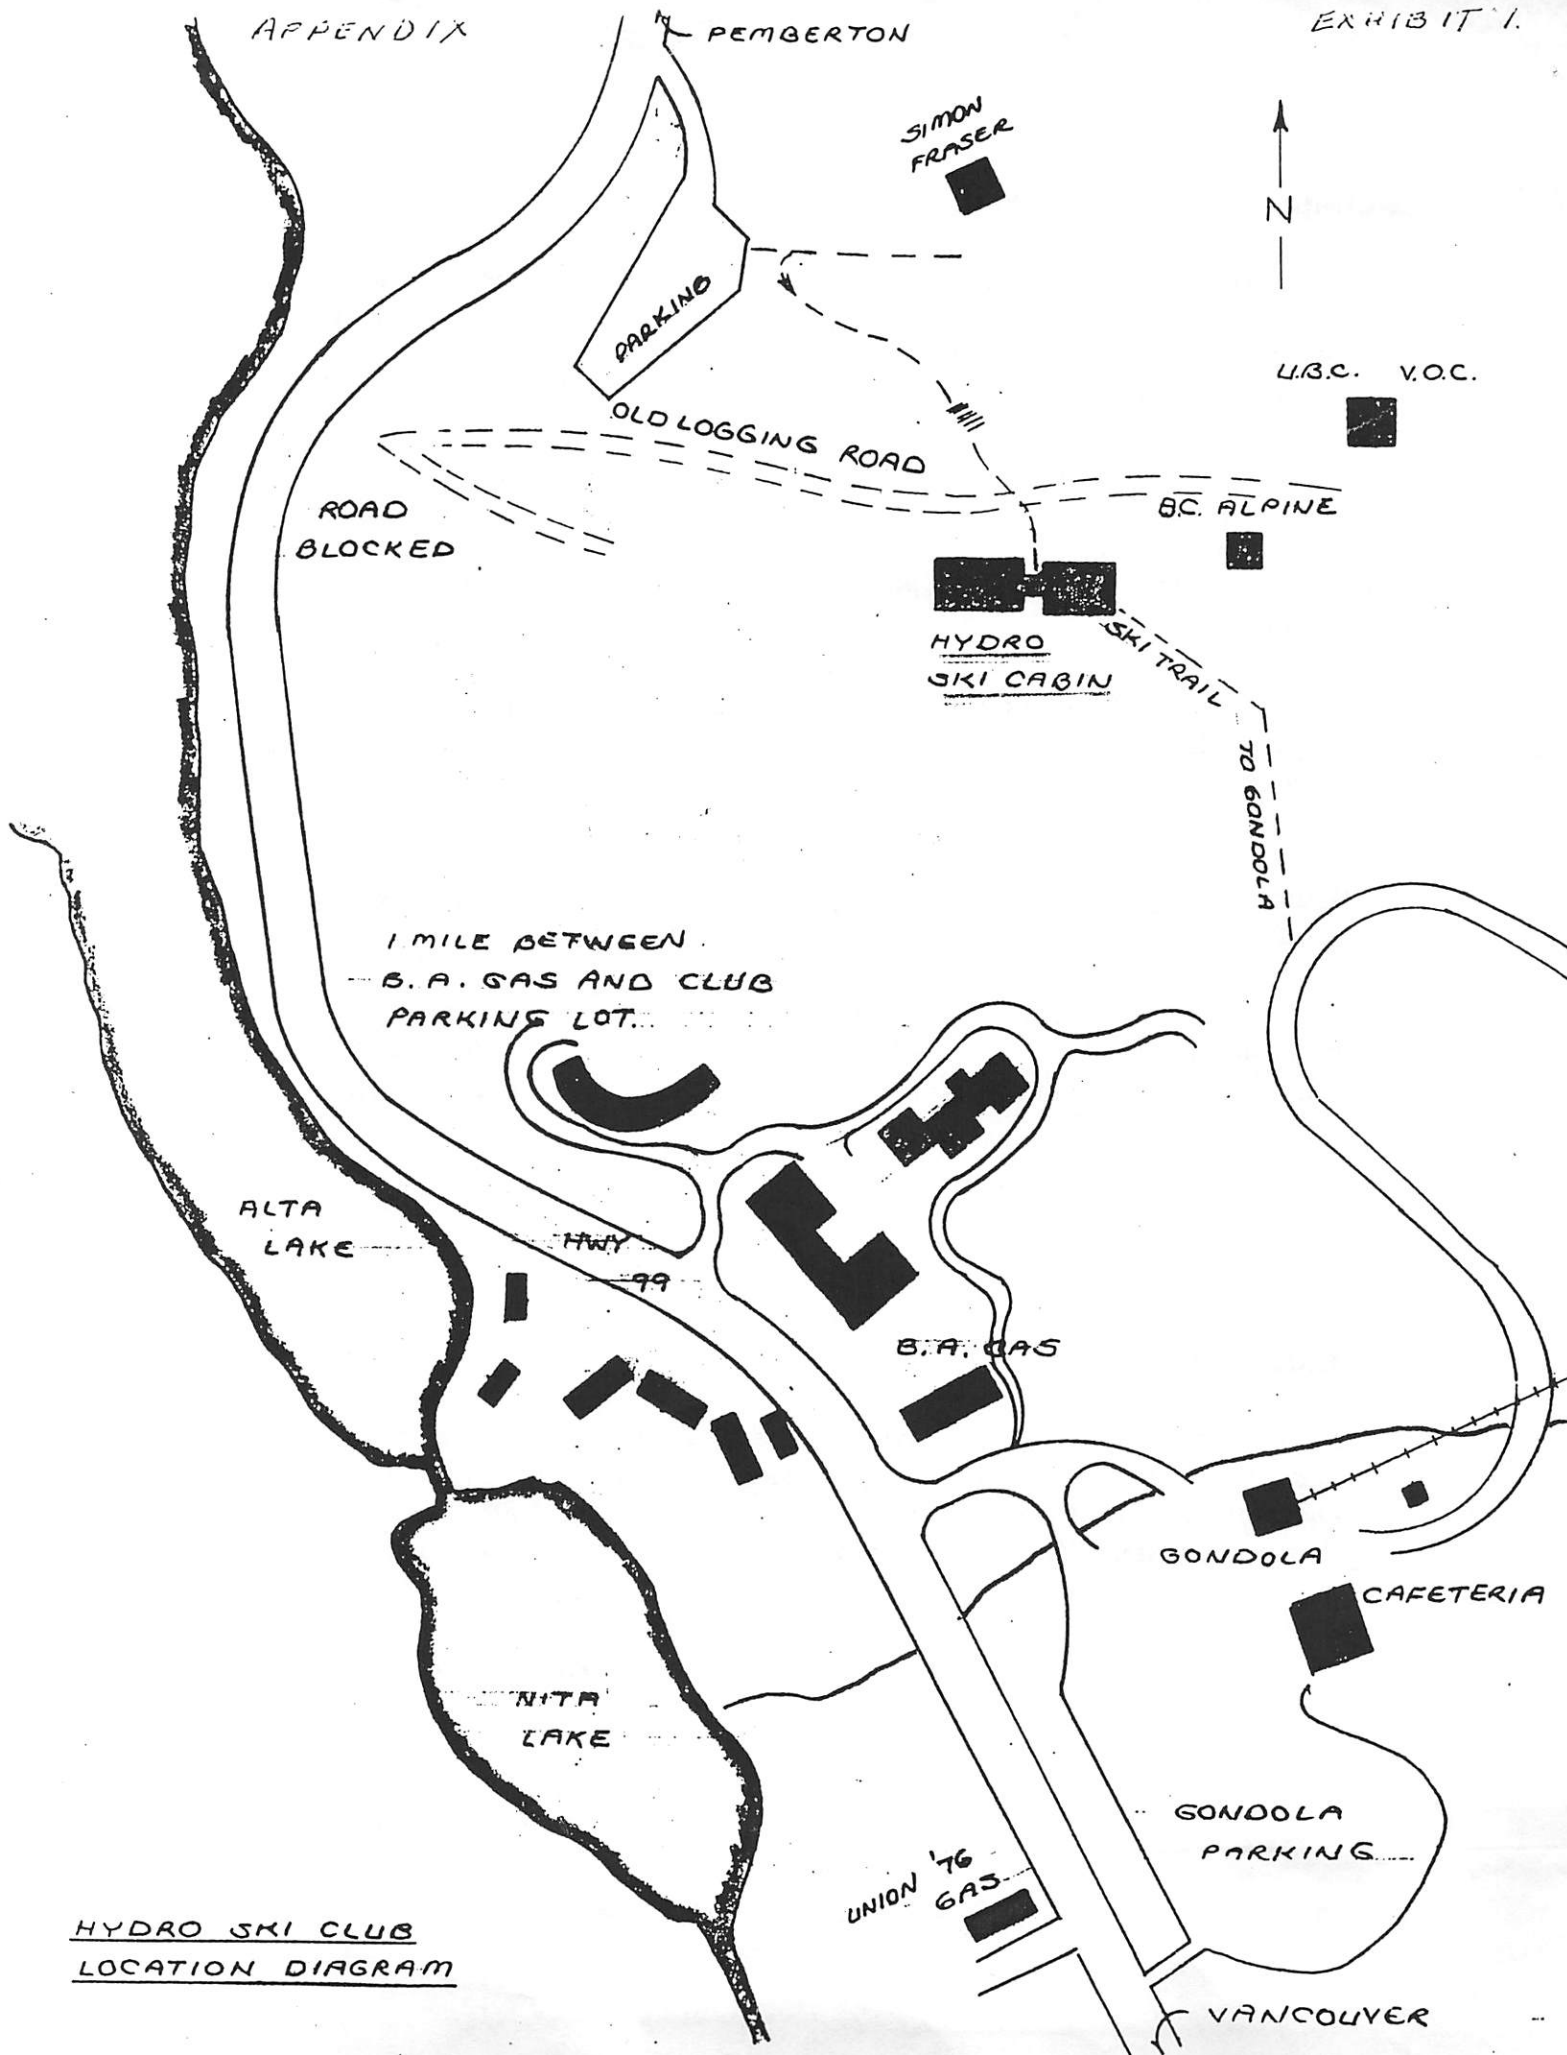 APPENDIX
EXHIBIT 1.
PEMBERTON
SIMON
FRASER
N
PARKING
U.B.C. V.O.C.
OLD LOGGING ROAD
ROAD
BLOCKED
B.C. ALPINE
HYDRO
SKI CABIN
SKI TRAIL
TO GONDOLA
1 MILE BETWEEN
B.A. GAS AND CLUB
PARKING LOT.
ALTA
LAKE
HWY
99
B.A. GAS
GONDOLA
CAFETERIA
NITA
LAKE
GONDOLA
PARKING
UNION '76
GAS
HYDRO SKI CLUB
LOCATION DIAGRAM
VANCOUVER